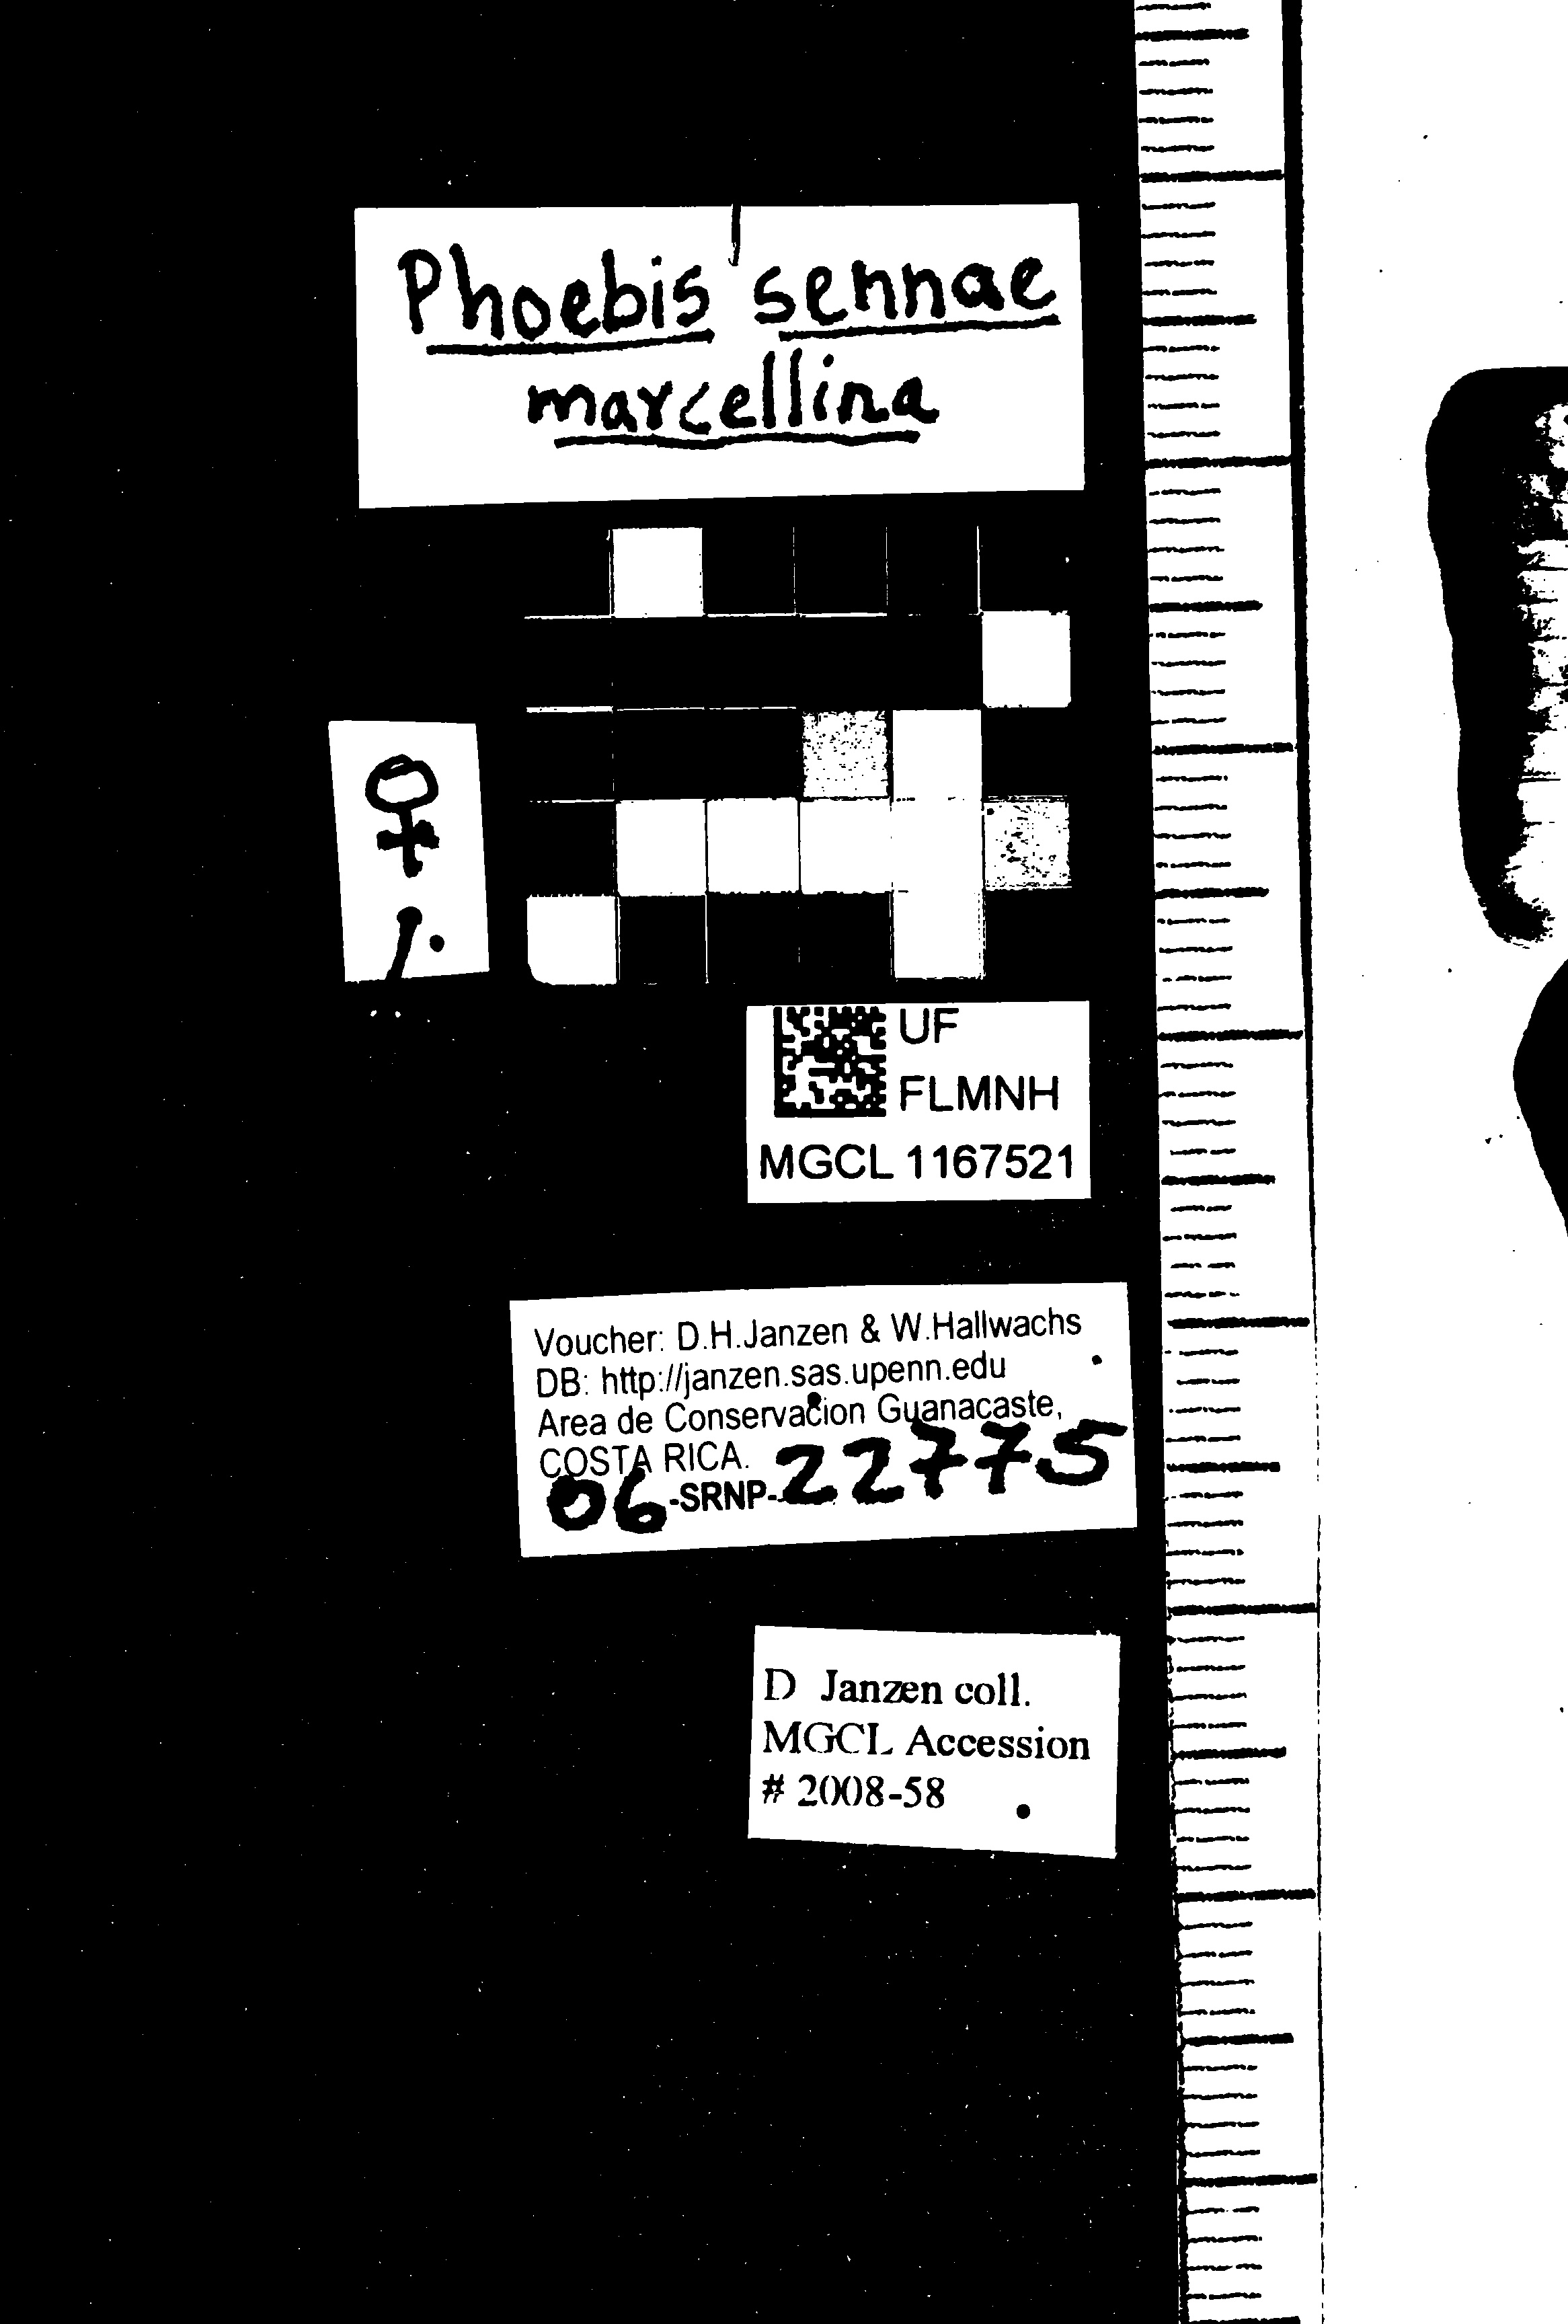 Phoebis sennae
marcellina
♀
UF
FLMNH
MGCL 1167521
Voucher: D.H.Janzen & W.Hallwachs
DB: http://janzen.sas.upenn.edu
Area de Conservacion Guanacaste,
COSTA RICA.
06-SRNP-22775
D Janzen coll.
MGCL Accession
# 2008-58